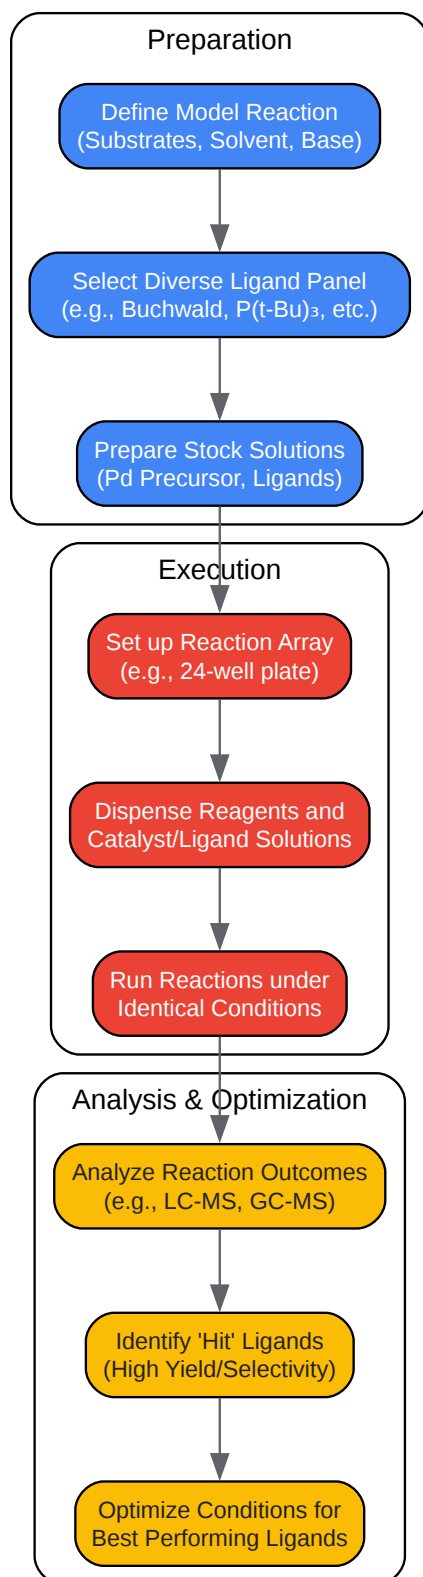 Preparation
Define Model Reaction
(Substrates, Solvent, Base)
Select Diverse Ligand Panel
(e.g., Buchwald, P(t-Bu)₃, etc.)
Prepare Stock Solutions
(Pd Precursor, Ligands)
Execution
Set up Reaction Array
(e.g., 24-well plate)
Dispense Reagents and
Catalyst/Ligand Solutions
Run Reactions under
Identical Conditions
Analysis & Optimization
Analyze Reaction Outcomes
(e.g., LC-MS, GC-MS)
Identify 'Hit' Ligands
(High Yield/Selectivity)
Optimize Conditions for
Best Performing Ligands